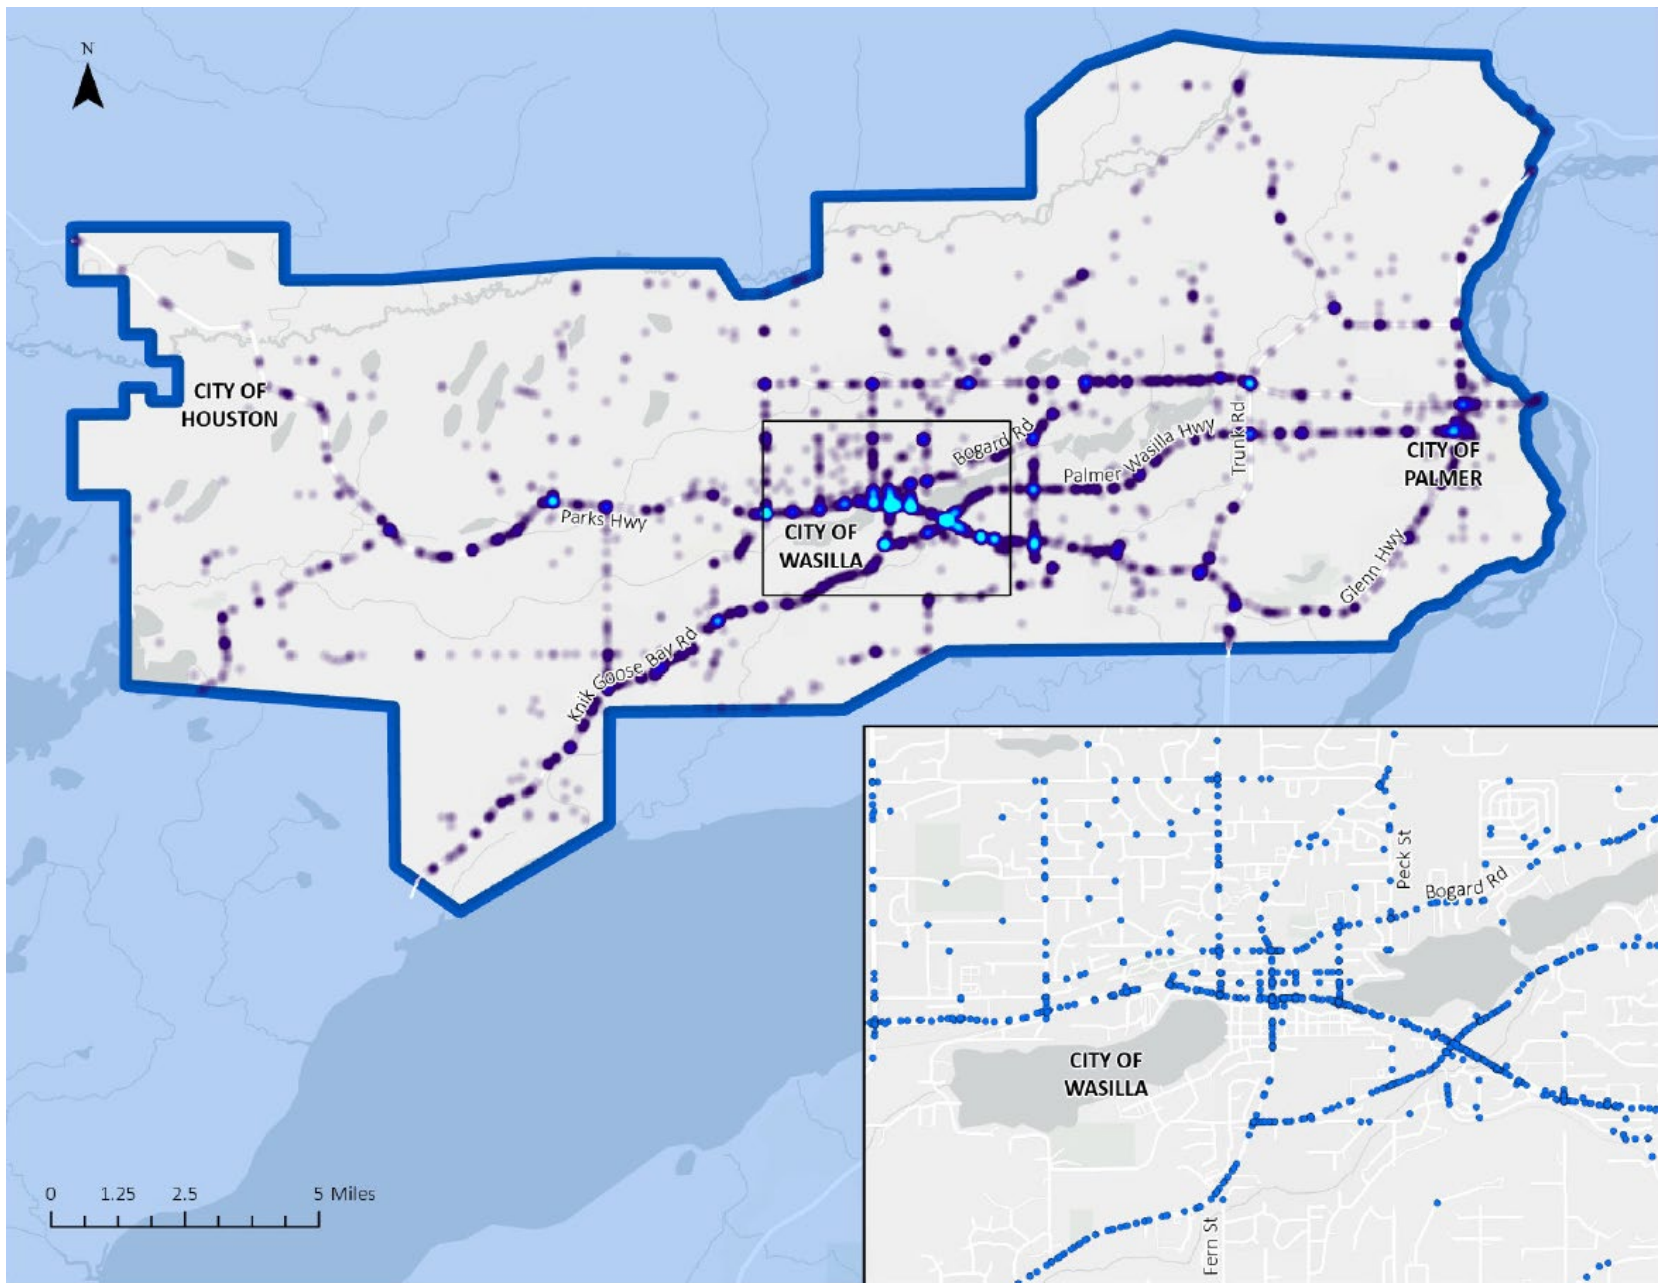 N
CITY OF
HOUSTON
Bogard Rd
Trunk Rd
Palmer Wasilla Hwy
CITY OF
PALMER
Parks Hwy
CITY OF
WASILLA
Glenn Hwy
Knik Goose Bay Rd
Peck St
Bogard Rd
CITY OF
WASILLA
Fern St
0 1.25 2.5 5 Miles